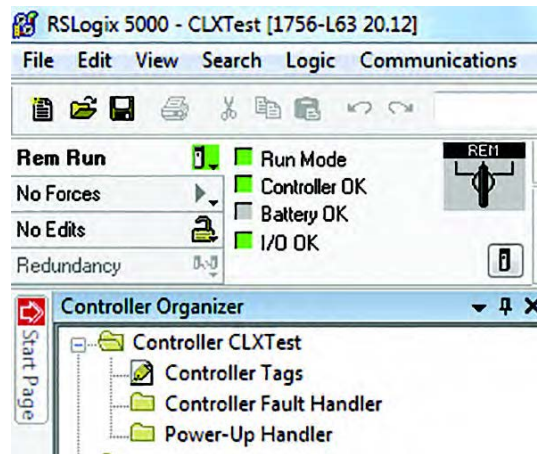 RSLogix 5000 - CLXTest [1756-L63 20.12]
File Edit View Search Logic Communications
Rem Run
No Forces
No Edits
Redundancy
Run Mode
Controller OK
Battery OK
I/O OK
REM
Start Page
Controller Organizer
Controller CLXTest
Controller Tags
Controller Fault Handler
Power-Up Handler